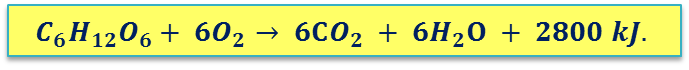 C₆H₁₂O₆ + 6O₂ → 6CO₂ + 6H₂O + 2800 kJ.